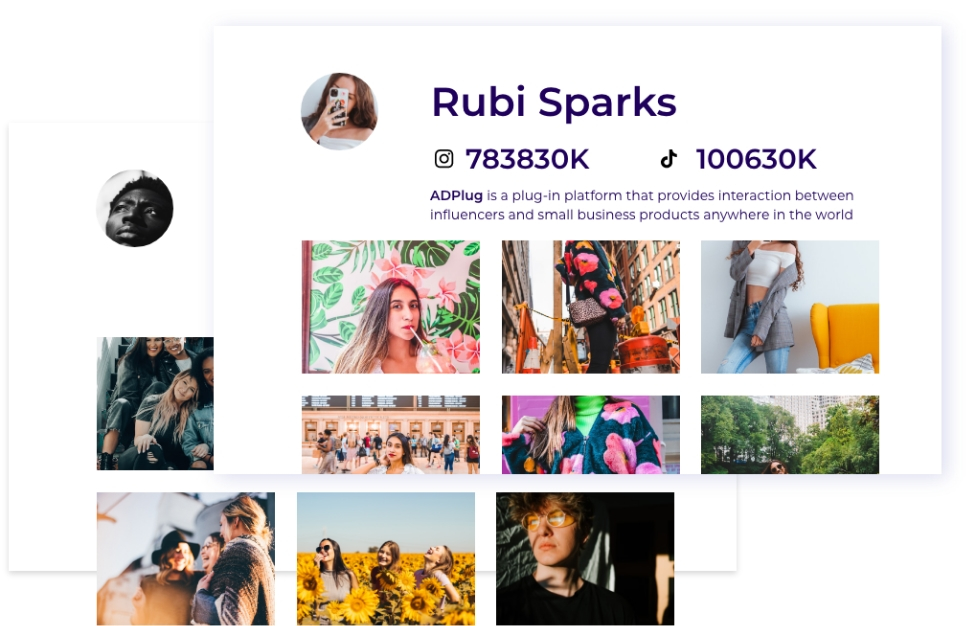 Rubi Sparks
783830K 100630K
ADPlug is a plug-in platform that provides interaction between
influencers and small business products anywhere in the world